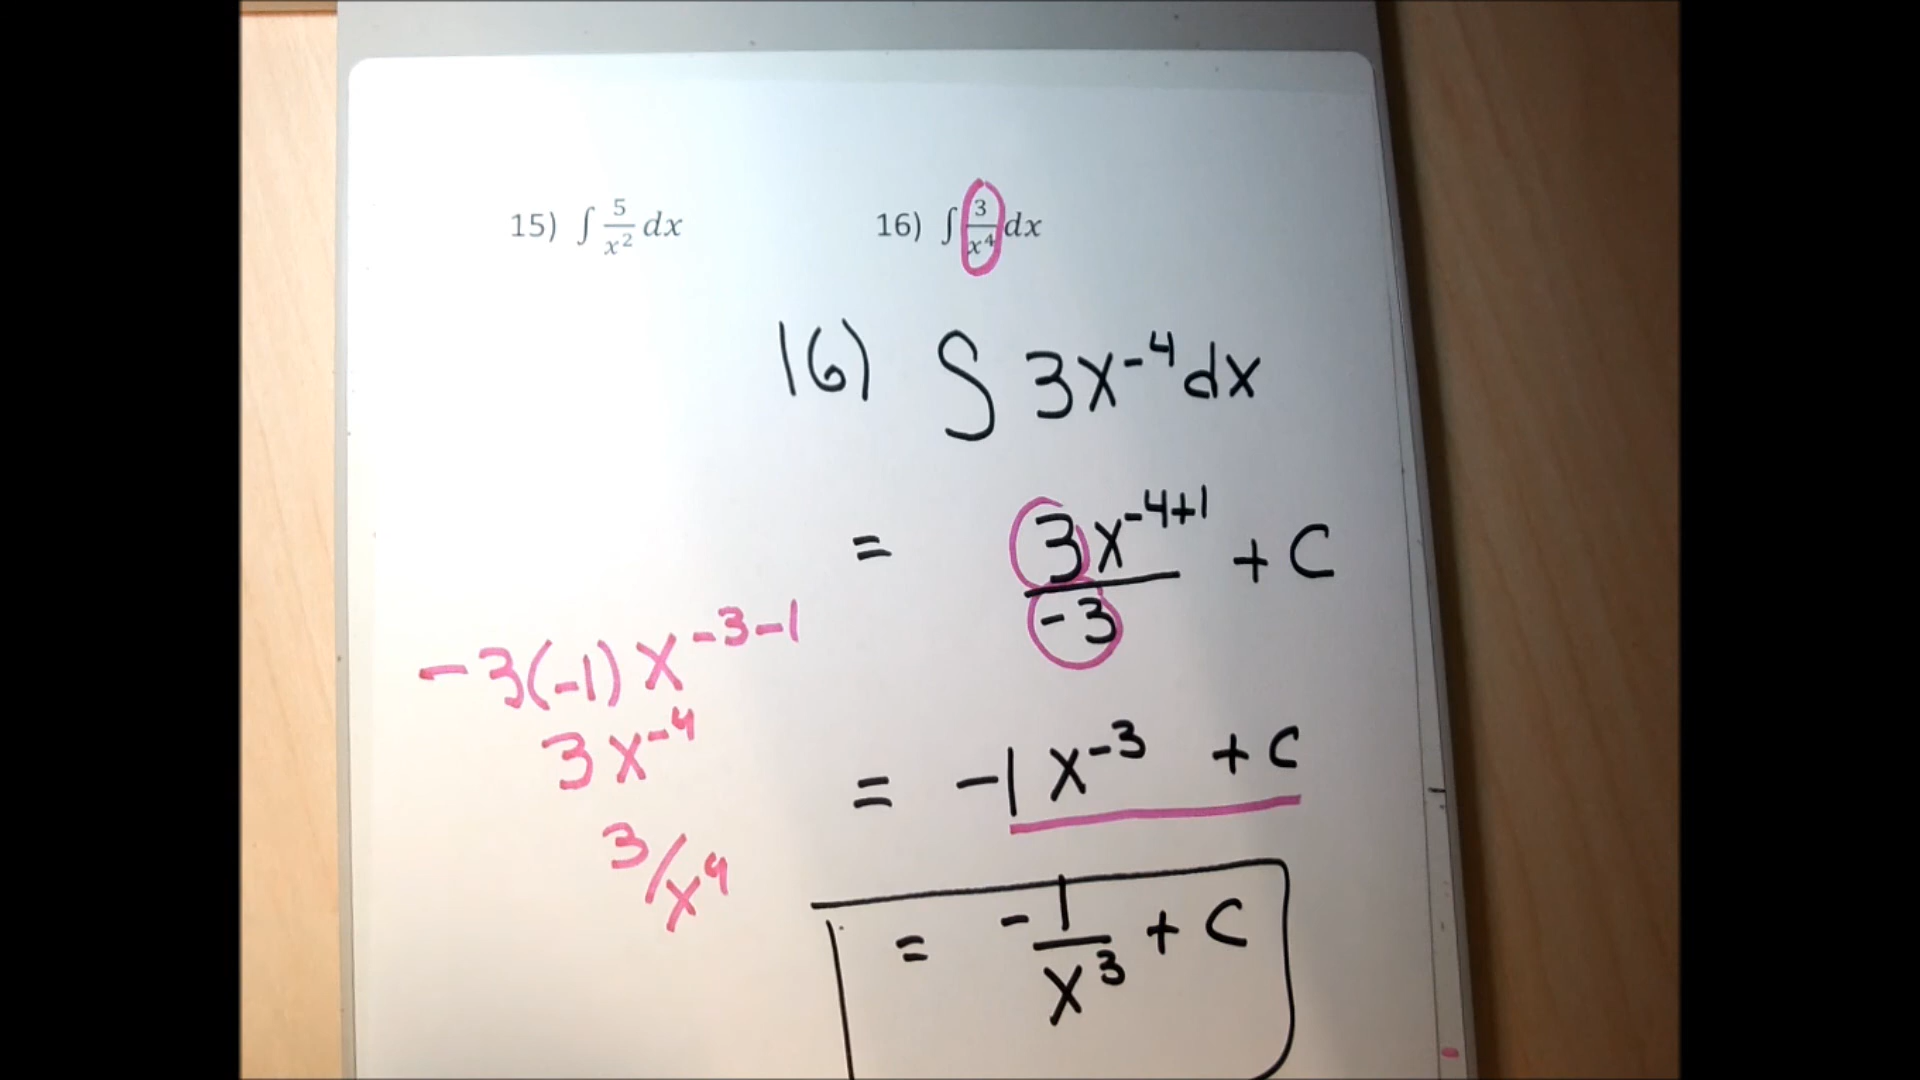 15) ∫ 5/x² dx
16) ∫ 3/x⁴ dx
16) ∫ 3x⁻⁴dx
= 3x⁻⁴⁺¹/-3 + C
-3(-1)x⁻³⁻¹
3x⁻⁴
= -1x⁻³ + C
3/x⁴
= -1/x³ + C